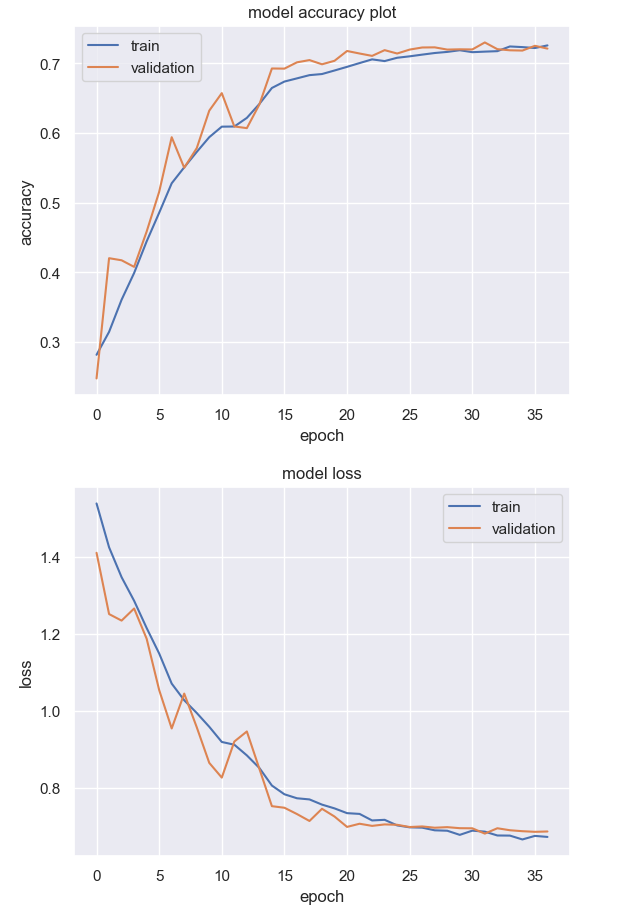 model accuracy plot
train
validation
0.7
0.6
0.5
0.4
0.3
accuracy
0 5 10 15 20 25 30 35
epoch
model loss
train
validation
1.4
1.2
1.0
0.8
loss
0 5 10 15 20 25 30 35
epoch